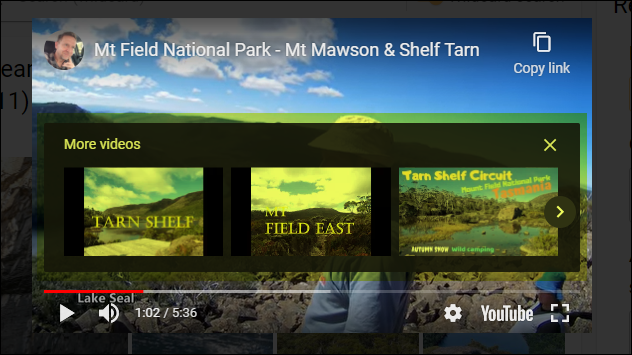 Mt Field National Park - Mt Mawson & Shelf Tarn
Copy link
More videos
TARN SHELF
MT
FIELD EAST
Tarn Shelf Circuit
Mount Field National Park
Tasmania
AUTUMN SNOW Wild camping
Lake Seal
1:02 / 5:36
YouTube